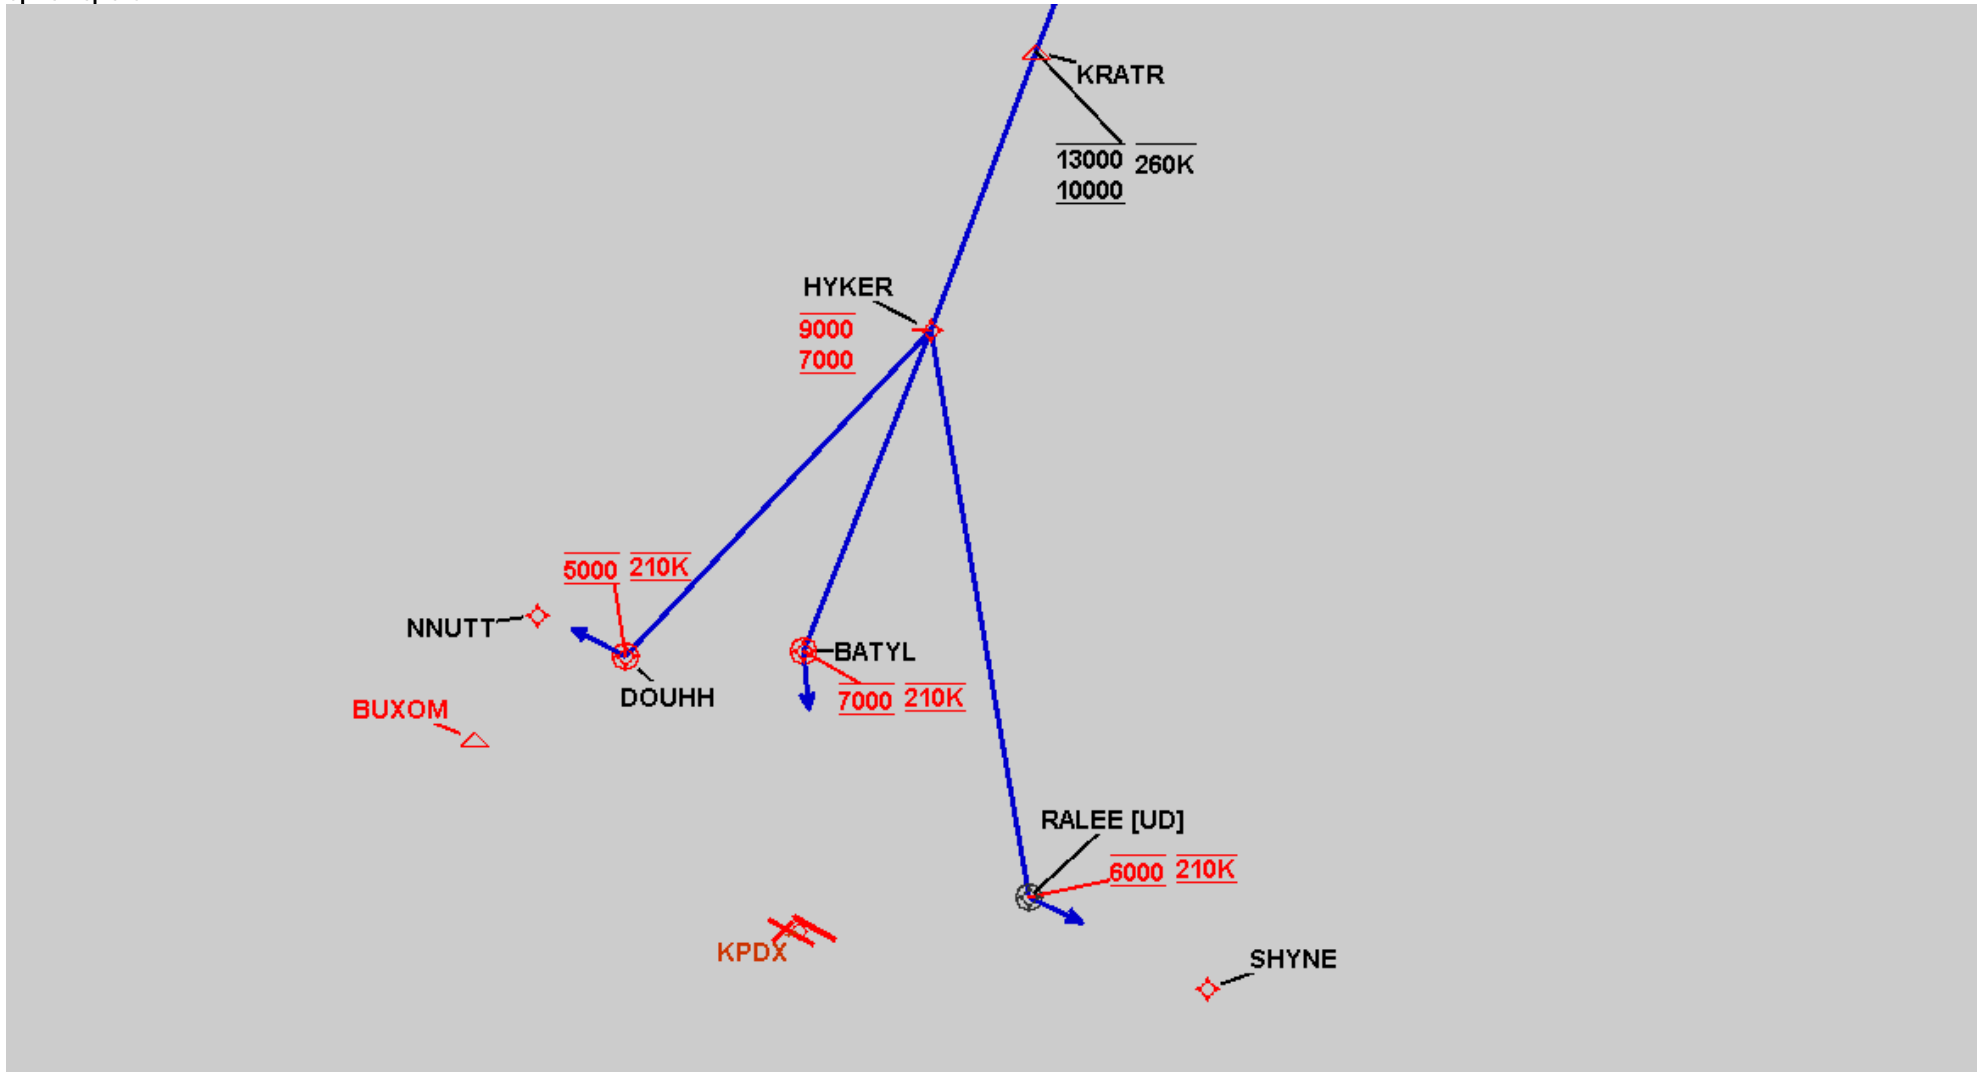 KRATR
13000 260K
10000
HYKER
9000
7000
5000 210K
NNUTT
BATYL
DOUHH
7000 210K
BUXOM
RALEE [UD]
6000 210K
KPDX
SHYNE